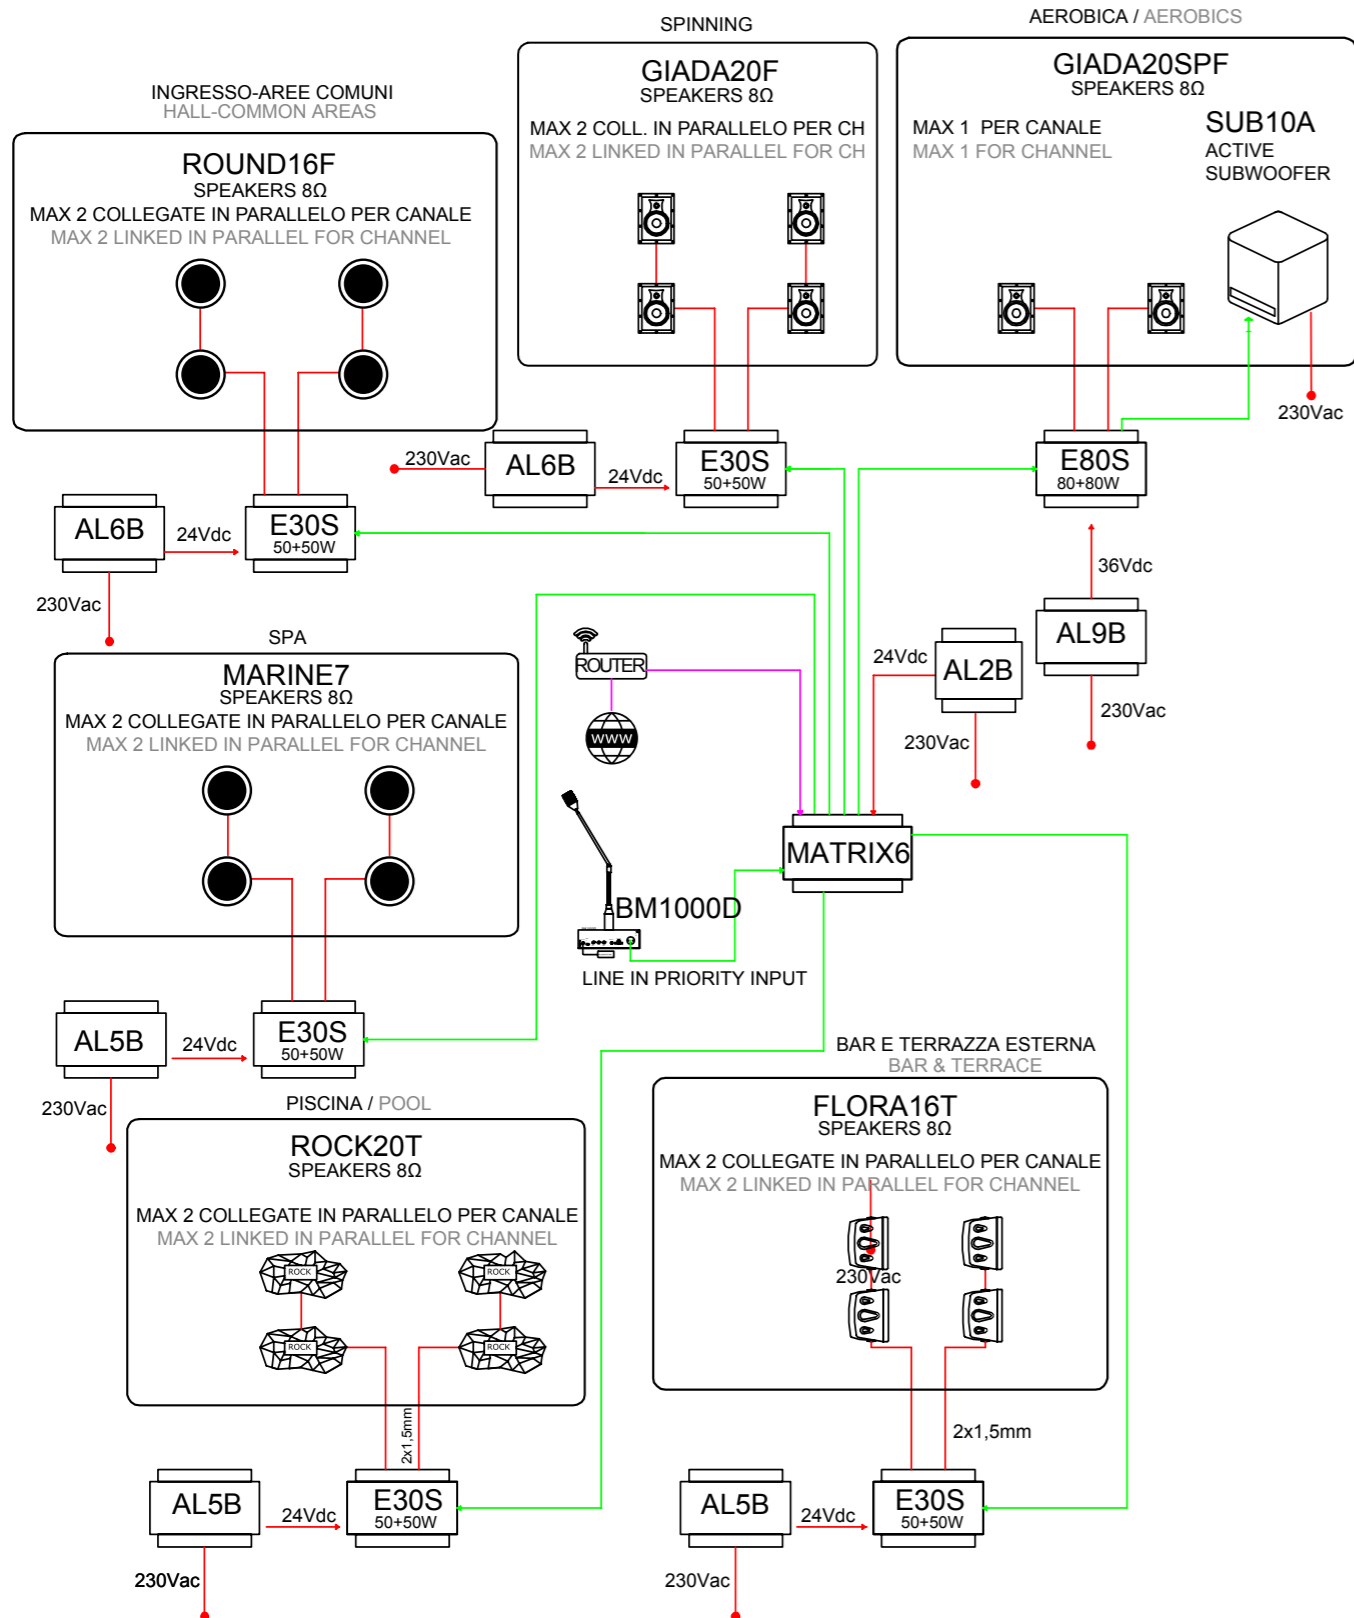 SPINNING
AEROBICA / AEROBICS
INGRESSO-AREE COMUNI
HALL-COMMON AREAS
ROUND16F
SPEAKERS 8Ω
MAX 2 COLLEGATE IN PARALLELO PER CANALE
MAX 2 LINKED IN PARALLEL FOR CHANNEL
GIADA20F
SPEAKERS 8Ω
MAX 2 COLL. IN PARALLELO PER CH
MAX 2 LINKED IN PARALLEL FOR CH
GIADA20SPF
SPEAKERS 8Ω
MAX 1 PER CANALE
MAX 1 FOR CHANNEL
SUB10A
ACTIVE
SUBWOOFER
230Vac
230Vac
AL6B
24Vdc
E30S
50+50W
E80S
80+80W
AL6B
24Vdc
E30S
50+50W
230Vac
36Vdc
AL9B
230Vac
24Vdc
AL2B
230Vac
ROUTER
WWW
SPA
MARINE7
SPEAKERS 8Ω
MAX 2 COLLEGATE IN PARALLELO PER CANALE
MAX 2 LINKED IN PARALLEL FOR CHANNEL
MATRIX6
BM1000D
LINE IN PRIORITY INPUT
AL5B
24Vdc
E30S
50+50W
230Vac
PISCINA / POOL
ROCK20T
SPEAKERS 8Ω
MAX 2 COLLEGATE IN PARALLELO PER CANALE
MAX 2 LINKED IN PARALLEL FOR CHANNEL
ROCK
ROCK
ROCK
ROCK
2x1,5mm
AL5B
24Vdc
E30S
50+50W
230Vac
BAR E TERRAZZA ESTERNA
BAR & TERRACE
FLORA16T
SPEAKERS 8Ω
MAX 2 COLLEGATE IN PARALLELO PER CANALE
MAX 2 LINKED IN PARALLEL FOR CHANNEL
230Vac
2x1,5mm
AL5B
24Vdc
E30S
50+50W
230Vac